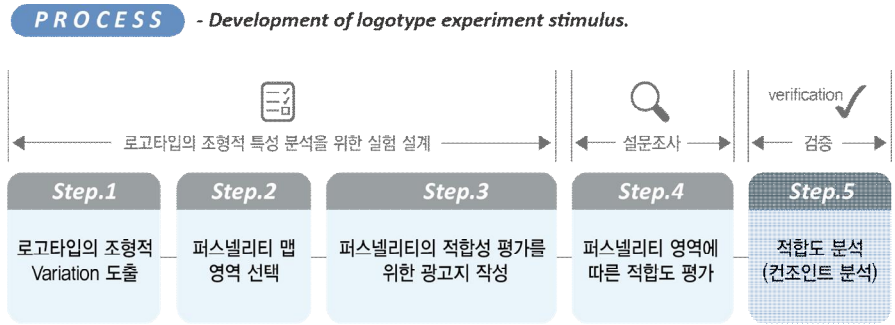 PROCESS - Development of logotype experiment stimulus.
verification
로고타입의 조형적 특성 분석을 위한 실험 설계
설문조사
검증
Step.1
Step.2
Step.3
Step.4
Step.5
로고타입의 조형적
Variation 도출
퍼스넬리티 맵
영역 선택
퍼스넬리티의 적합성 평가를
위한 광고지 작성
퍼스넬리티 영역에
따른 적합도 평가
적합도 분석
(컨조인트 분석)